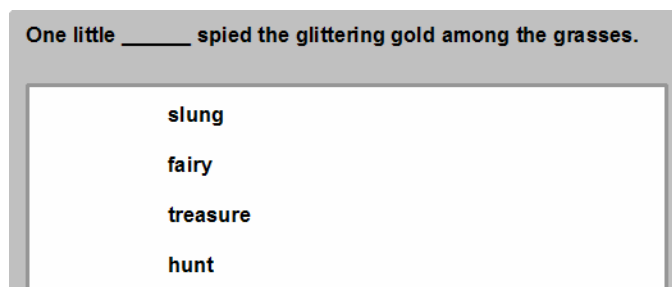 One little ______ spied the glittering gold among the grasses.
slung
fairy
treasure
hunt